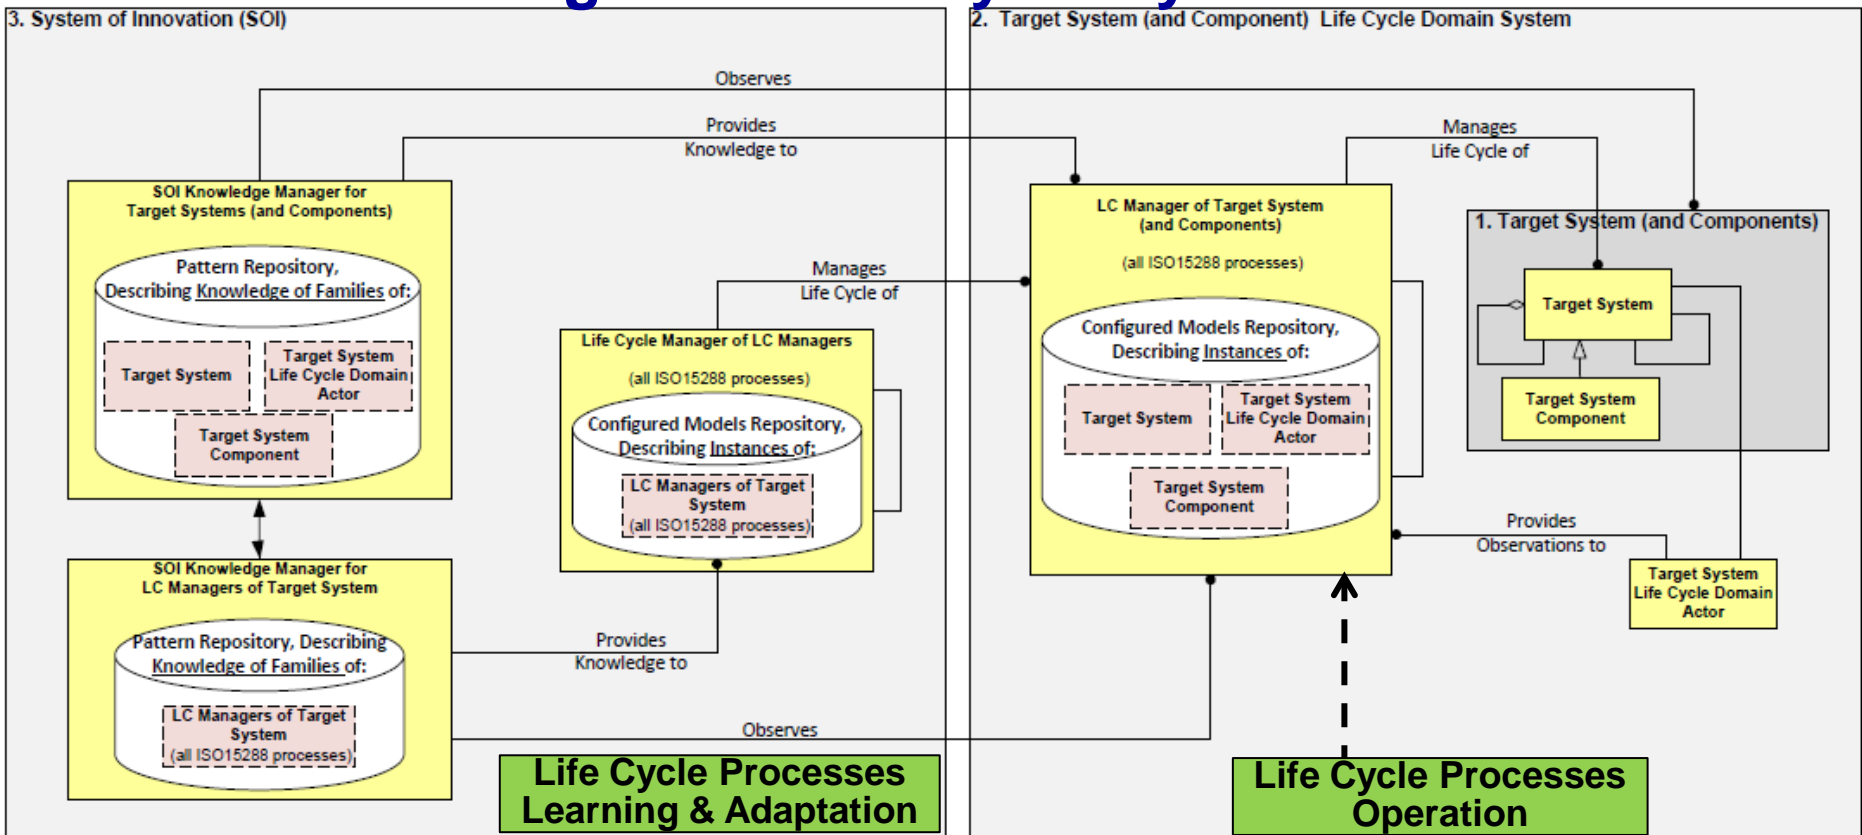 3. System of Innovation (SOI)
2. Target System (and Component) Life Cycle Domain System
Observes
Provides
Knowledge to
Manages
Life Cycle of
SOI Knowledge Manager for
Target Systems (and Components)
Pattern Repository,
Describing Knowledge of Families of:
Target System
Target System
Life Cycle Domain
Actor
Target System
Component
Manages
Life Cycle of
Life Cycle Manager of LC Managers
(all ISO15288 processes)
Configured Models Repository,
Describing Instances of:
LC Managers of Target
System
(all ISO15288 processes)
LC Manager of Target System
(and Components)
(all ISO15288 processes)
Configured Models Repository,
Describing Instances of:
Target System
Target System
Life Cycle Domain
Actor
Target System
Component
1. Target System (and Components)
Target System
Target System
Component
Provides
Observations to
Target System
Life Cycle Domain
Actor
SOI Knowledge Manager for
LC Managers of Target System
Pattern Repository, Describing
Knowledge of Families of:
LC Managers of Target
System
(all ISO15288 processes)
Provides
Knowledge to
Observes
Life Cycle Processes
Learning & Adaptation
Life Cycle Processes
Operation